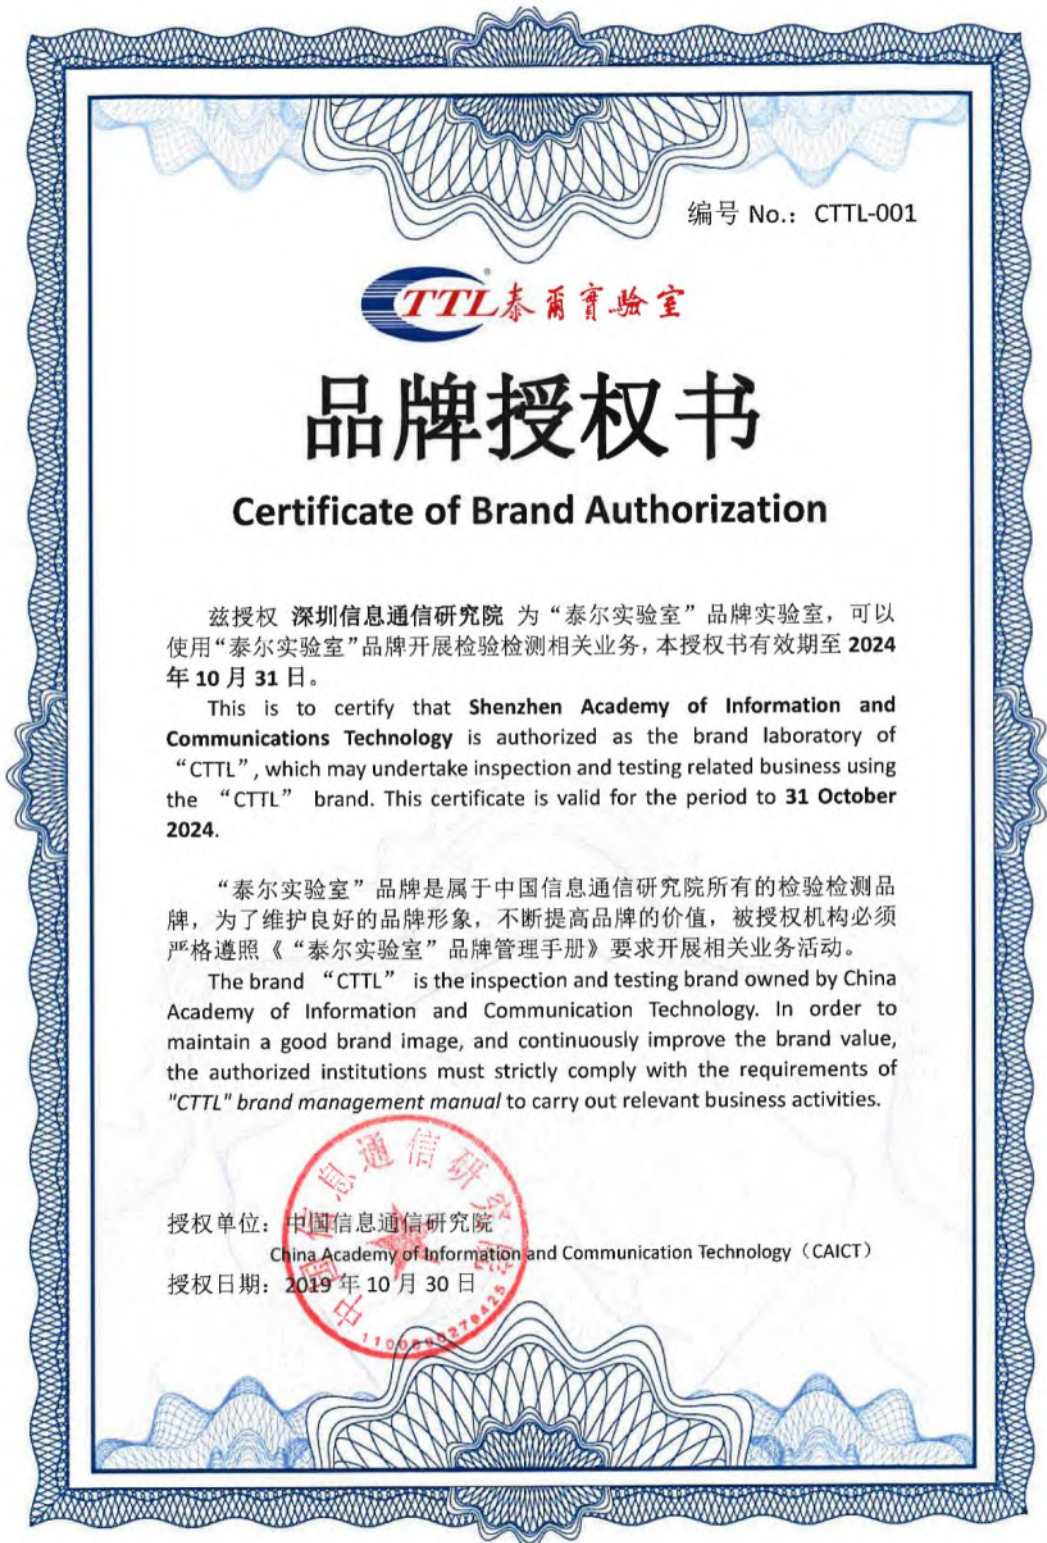 编号 No.: CTTL-001
CTTL泰爾實驗室
®
品牌授权书
Certificate of Brand Authorization
兹授权 深圳信息通信研究院 为“泰尔实验室”品牌实验室，可以
使用“泰尔实验室”品牌开展检验检测相关业务，本授权书有效期至 2024
年 10 月 31 日。
This is to certify that Shenzhen Academy of Information and
Communications Technology is authorized as the brand laboratory of
“CTTL”, which may undertake inspection and testing related business using
the “CTTL” brand. This certificate is valid for the period to 31 October
2024.
“泰尔实验室”品牌是属于中国信息通信研究院所有的检验检测品
牌，为了维护良好的品牌形象，不断提高品牌的价值，被授权机构必须
严格遵照《“泰尔实验室”品牌管理手册》要求开展相关业务活动。
The brand “CTTL” is the inspection and testing brand owned by China
Academy of Information and Communication Technology. In order to
maintain a good brand image, and continuously improve the brand value,
the authorized institutions must strictly comply with the requirements of
"CTTL" brand management manual to carry out relevant business activities.
授权单位：中国信息通信研究院
China Academy of Information and Communication Technology（CAICT）
授权日期：2019 年 10 月 30 日
中国信息通信研究院